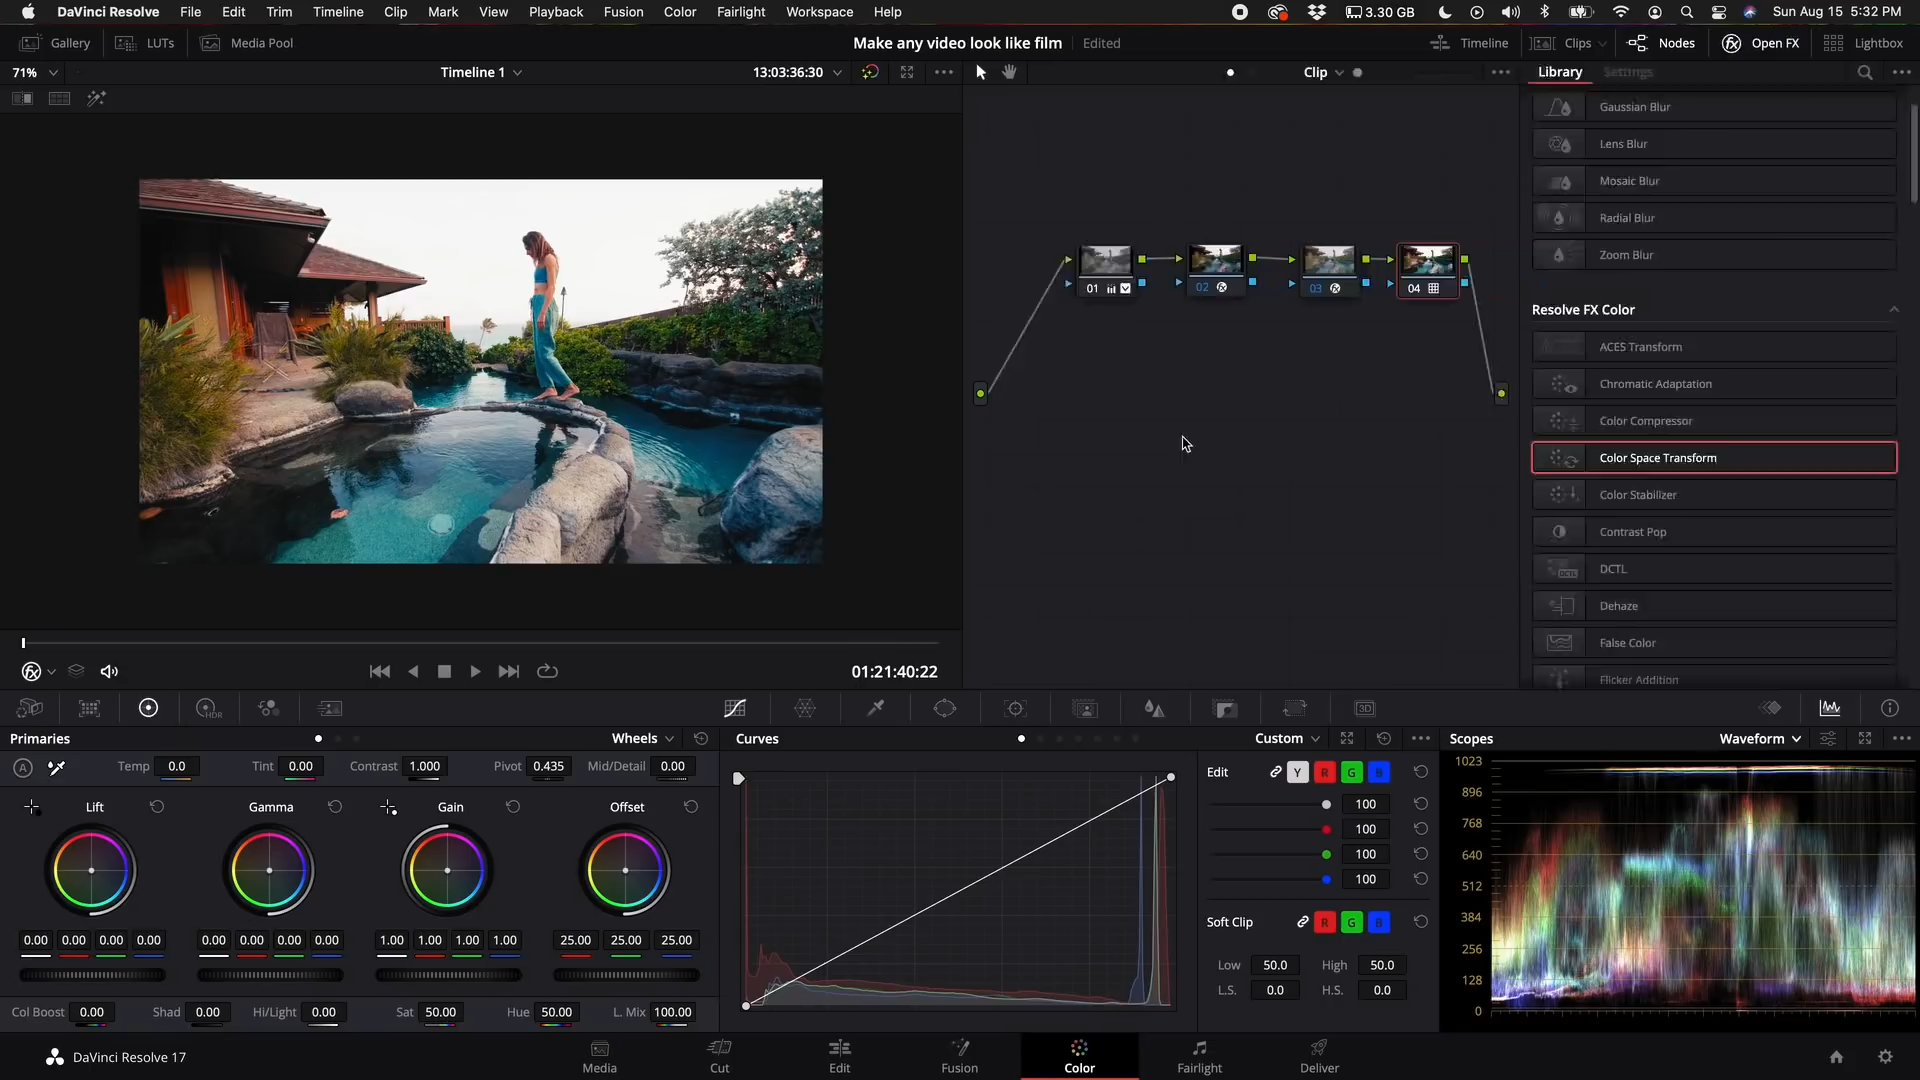 DaVinci Resolve File Edit Trim Timeline Clip Mark View Playback Fusion Color Fairlight Workspace Help 3.30 GB Sun Aug 15 5:32 PM
Gallery LUTs Media Pool Make any video look like film Edited Timeline Clips Nodes Open FX Lightbox
71% Timeline 1 13:03:36:30 Clip Library Settings
Gaussian Blur
Lens Blur
Mosaic Blur
Radial Blur
Zoom Blur
01 02 03 04
Resolve FX Color
ACES Transform
Chromatic Adaptation
Color Compressor
Color Space Transform
Color Stabilizer
Contrast Pop
DCTL
DCTL
Dehaze
False Color
Flicker Addition
01:21:40:22
HDR 3D
Primaries Wheels Curves Custom Scopes Waveform
A Temp 0.0 Tint 0.00 Contrast 1.000 Pivot 0.435 Mid/Detail 0.00
Edit Y R G B
Lift Gamma Gain Offset
100
100
100
100
Soft Clip R G B
0.00 0.00 0.00 0.00 0.00 0.00 0.00 0.00 1.00 1.00 1.00 1.00 25.00 25.00 25.00
Low 50.0 High 50.0
L.S. 0.0 H.S. 0.0
Col Boost 0.00 Shad 0.00 Hi/Light 0.00 Sat 50.00 Hue 50.00 L. Mix 100.00
1023
896
768
640
512
384
256
128
0
DaVinci Resolve 17 Media Cut Edit Fusion Color Fairlight Deliver